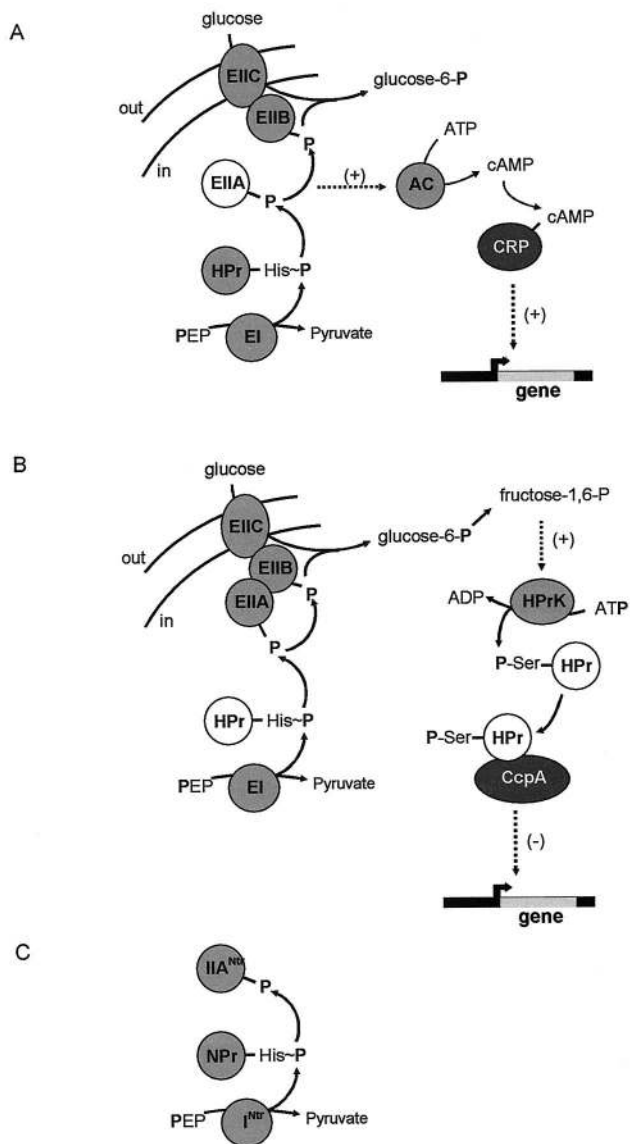 A
glucose
EIIC
glucose-6-P
EIIB
out
P
ATP
in
(+)
cAMP
EIIA
AC
P
cAMP
CRP
HPr
His~P
(+)
PEP
EI
Pyruvate
gene
B
glucose
fructose-1,6-P
EIIC
glucose-6-P
(+)
out
EIIB
P
ADP
HPrK
ATP
EIIA
in
P
P-Ser
HPr
HPr
His~P
P-Ser
HPr
CcpA
PEP
EI
Pyruvate
(-)
gene
C
IIA^Ntr
P
NPr
His~P
PEP
I^Ntr
Pyruvate